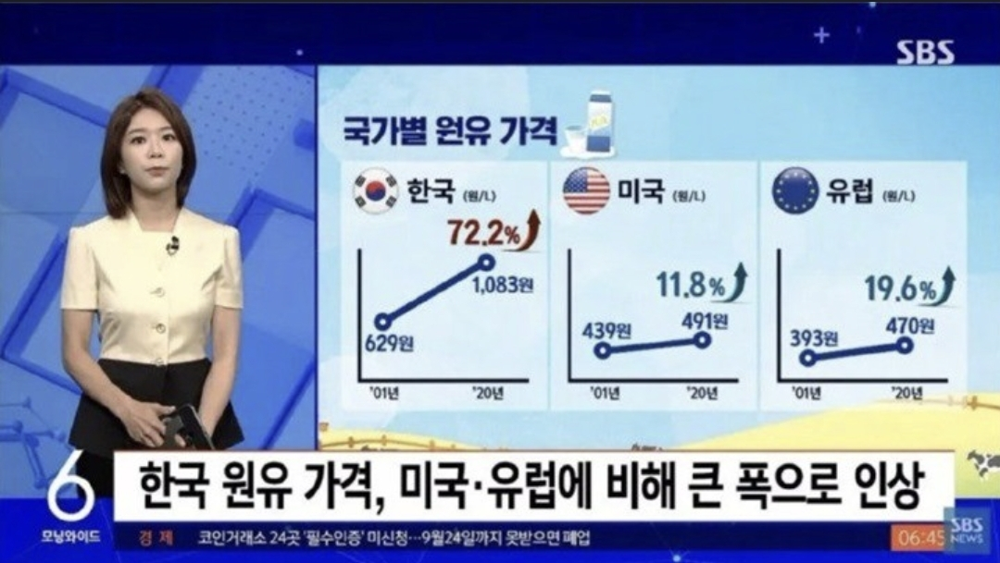 SBS
국가별 원유 가격
한국 (원/L)
72.2%
1,083원
629원
'01년 '20년
미국 (원/L)
11.8%
439원 491원
'01년 '20년
유럽 (원/L)
19.6%
393원 470원
'01년 '20년
한국 원유 가격, 미국·유럽에 비해 큰 폭으로 인상
6
모닝와이드
경제 코인거래소 24곳 '필수인증' 미신청…9월24일까지 못받으면 폐업
06:45
SBS
NEWS